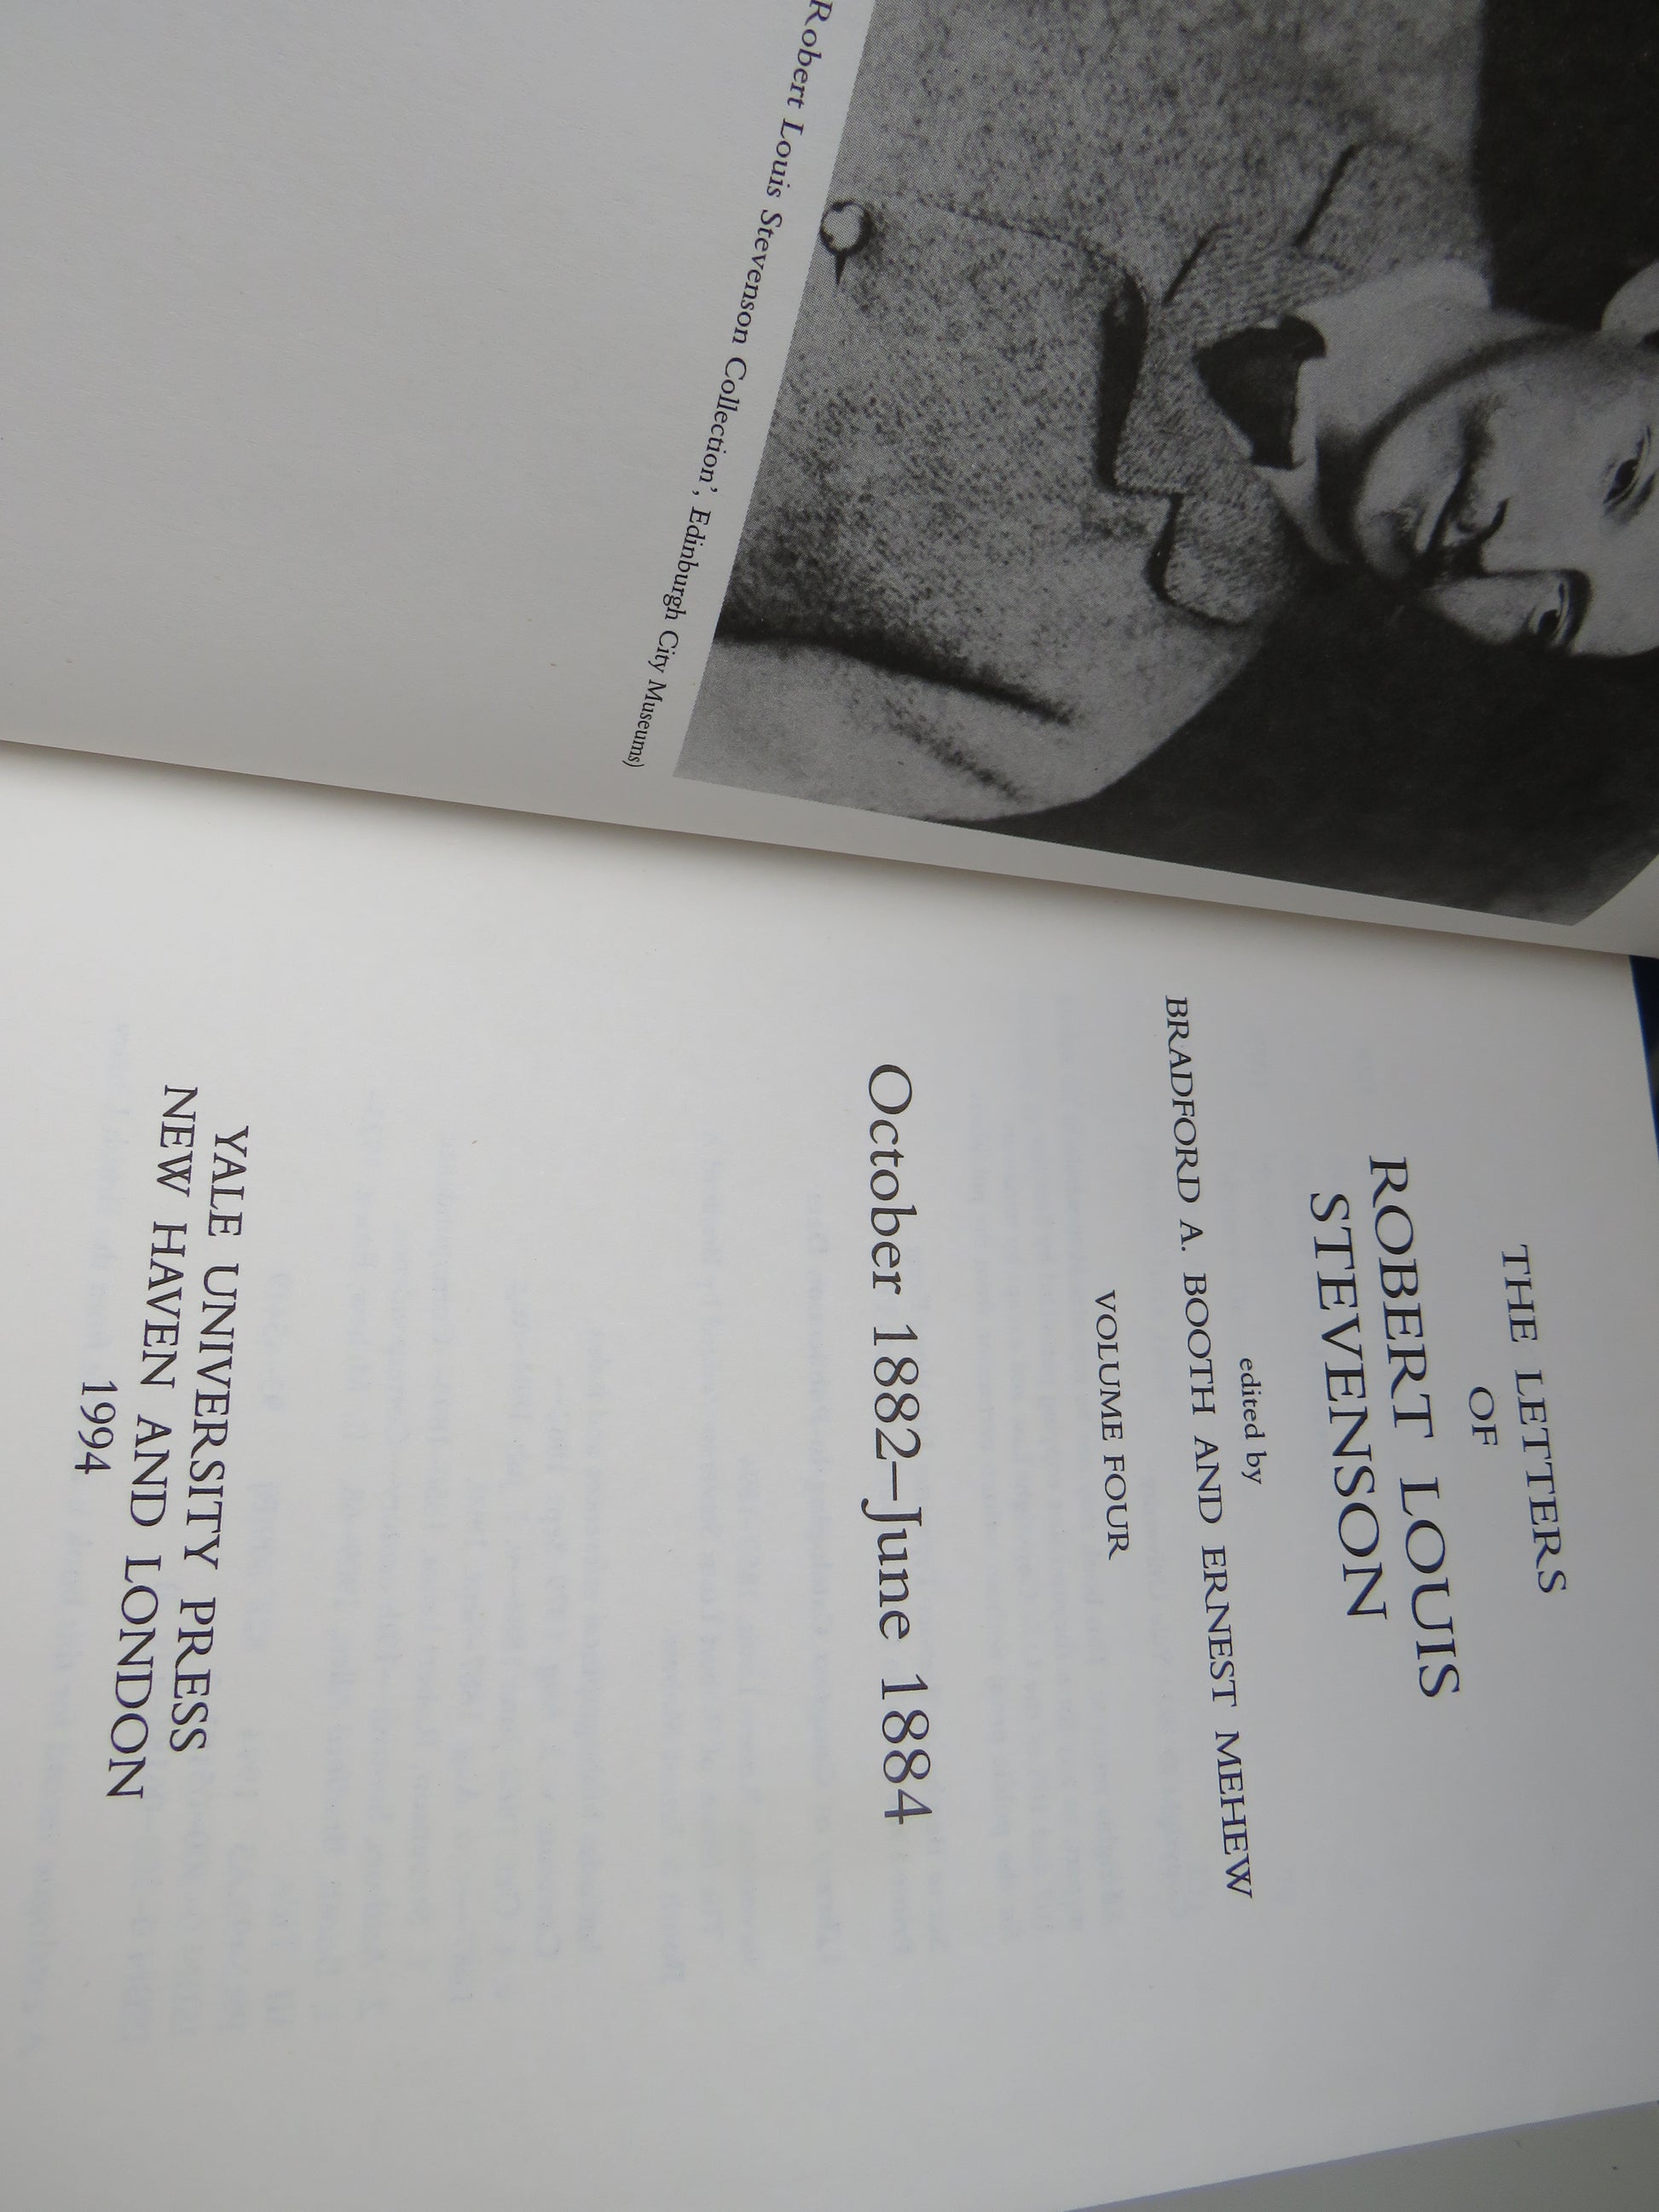 Robert Louis Stevenson Collection', Edinburgh City Museums)
THE LETTERS
OF
ROBERT LOUIS
STEVENSON
edited by
BRADFORD A. BOOTH AND ERNEST MEHEW
VOLUME FOUR
October 1882–June 1884
YALE UNIVERSITY PRESS
NEW HAVEN AND LONDON
1994